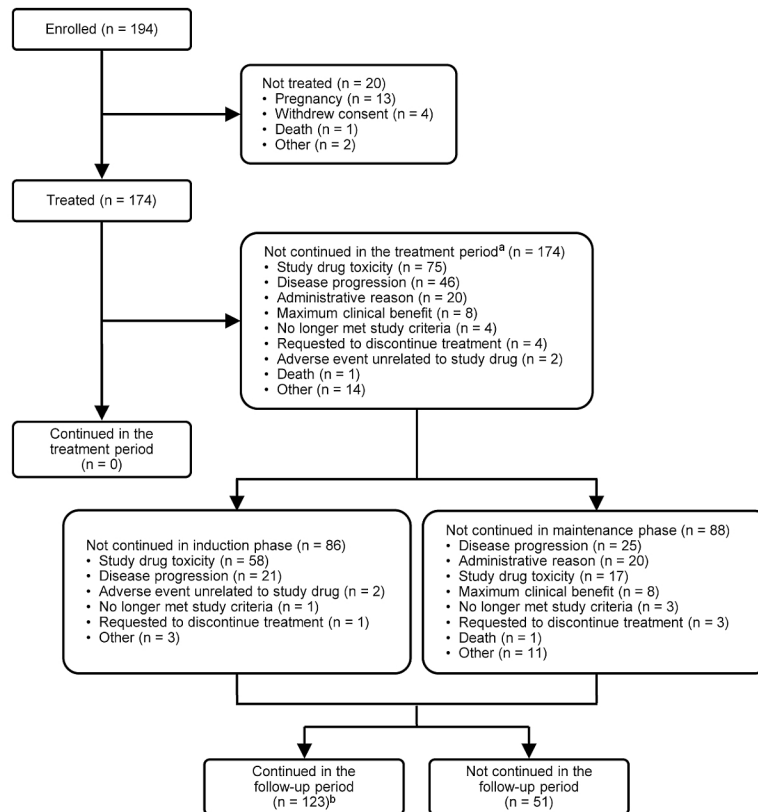 Enrolled (n = 194)
Not treated (n = 20)
• Pregnancy (n = 13)
• Withdrew consent (n = 4)
• Death (n = 1)
• Other (n = 2)
Treated (n = 174)
Not continued in the treatment periodᵃ (n = 174)
• Study drug toxicity (n = 75)
• Disease progression (n = 46)
• Administrative reason (n = 20)
• Maximum clinical benefit (n = 8)
• No longer met study criteria (n = 4)
• Requested to discontinue treatment (n = 4)
• Adverse event unrelated to study drug (n = 2)
• Death (n = 1)
• Other (n = 14)
Continued in the
treatment period
(n = 0)
Not continued in induction phase (n = 86)
• Study drug toxicity (n = 58)
• Disease progression (n = 21)
• Adverse event unrelated to study drug (n = 2)
• No longer met study criteria (n = 1)
• Requested to discontinue treatment (n = 1)
• Other (n = 3)
Not continued in maintenance phase (n = 88)
• Disease progression (n = 25)
• Administrative reason (n = 20)
• Study drug toxicity (n = 17)
• Maximum clinical benefit (n = 8)
• No longer met study criteria (n = 3)
• Requested to discontinue treatment (n = 3)
• Death (n = 1)
• Other (n = 11)
Continued in the
follow-up period
(n = 123)ᵇ
Not continued in the
follow-up period
(n = 51)